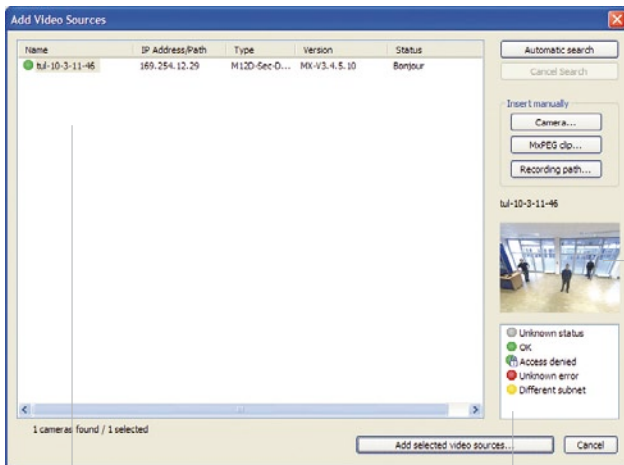 Add Video Sources
Name IP Address/Path Type Version Status
tul-10-3-11-46 169.254.12.29 M12D-Sec-D... MX-V3.4.5.10 Bonjour
Automatic search
Cancel Search
Insert manually
Camera...
MxPEG clip...
Recording path...
tul-10-3-11-46
Unknown status
OK
Access denied
Unknown error
Different subnet
1 cameras found / 1 selected
Add selected video sources...
Cancel